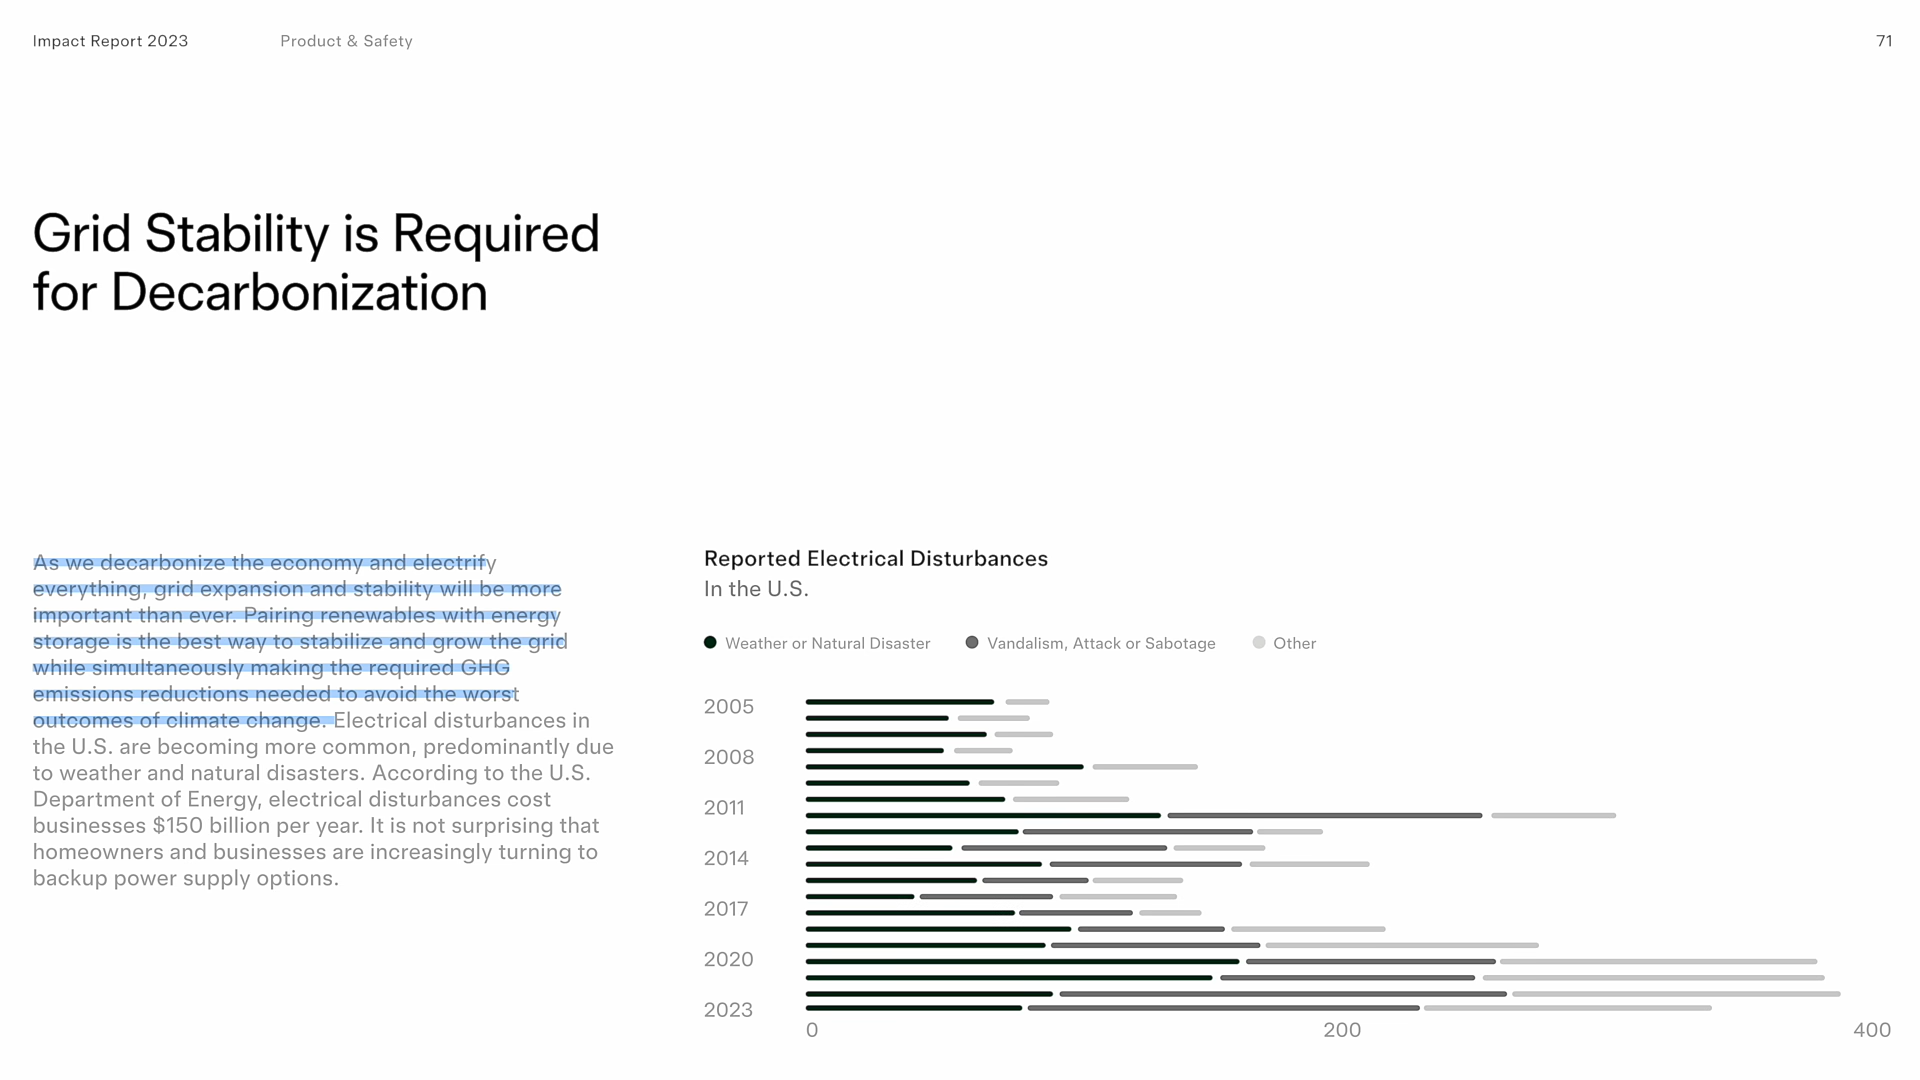 Impact Report 2023
Product & Safety
71
Grid Stability is Required
for Decarbonization
As we decarbonize the economy and electrify
everything, grid expansion and stability will be more
important than ever. Pairing renewables with energy
storage is the best way to stabilize and grow the grid
while simultaneously making the required GHG
emissions reductions needed to avoid the worst
outcomes of climate change. Electrical disturbances in
the U.S. are becoming more common, predominantly due
to weather and natural disasters. According to the U.S.
Department of Energy, electrical disturbances cost
businesses $150 billion per year. It is not surprising that
homeowners and businesses are increasingly turning to
backup power supply options.
Reported Electrical Disturbances
In the U.S.
Weather or Natural Disaster
Vandalism, Attack or Sabotage
Other
2005
2008
2011
2014
2017
2020
2023
0
200
400